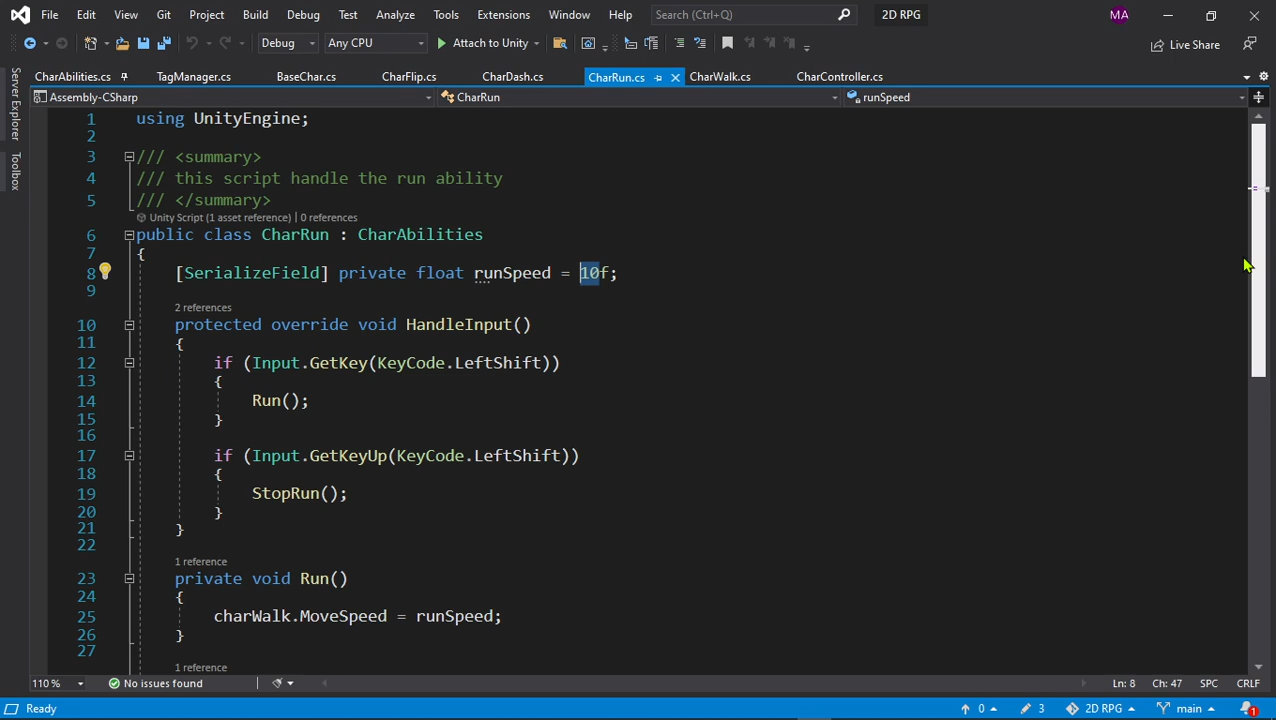 File Edit View Git Project Build Debug Test Analyze Tools Extensions Window Help Search (Ctrl+Q) 2D RPG MA
Debug Any CPU Attach to Unity Live Share
CharAbilities.cs TagManager.cs BaseChar.cs CharFlip.cs CharDash.cs CharRun.cs CharWalk.cs CharController.cs
Assembly-CSharp CharRun runSpeed
Server Explorer
Toolbox
1 using UnityEngine;
2
3 /// <summary>
4 /// this script handle the run ability
5 /// </summary>
Unity Script (1 asset reference) | 0 references
6 public class CharRun : CharAbilities
7 {
8 [SerializeField] private float runSpeed = 10f;
9
2 references
10 protected override void HandleInput()
11 {
12 if (Input.GetKey(KeyCode.LeftShift))
13 {
14 Run();
15 }
16
17 if (Input.GetKeyUp(KeyCode.LeftShift))
18 {
19 StopRun();
20 }
21 }
22
1 reference
23 private void Run()
24 {
25 charWalk.MoveSpeed = runSpeed;
26 }
27
1 reference
110 % No issues found Ln: 8 Ch: 47 SPC CRLF
Ready 0 3 2D RPG main 1